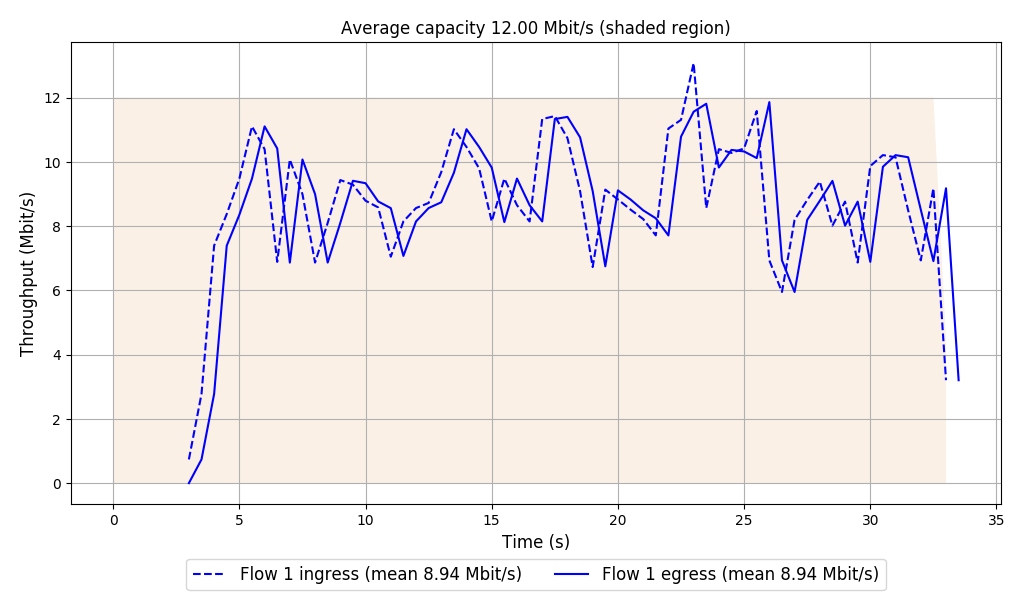 Average capacity 12.00 Mbit/s (shaded region)
Throughput (Mbit/s)
12
10
8
6
4
2
0
0 5 10 15 20 25 30 35
Time (s)
Flow 1 ingress (mean 8.94 Mbit/s) Flow 1 egress (mean 8.94 Mbit/s)